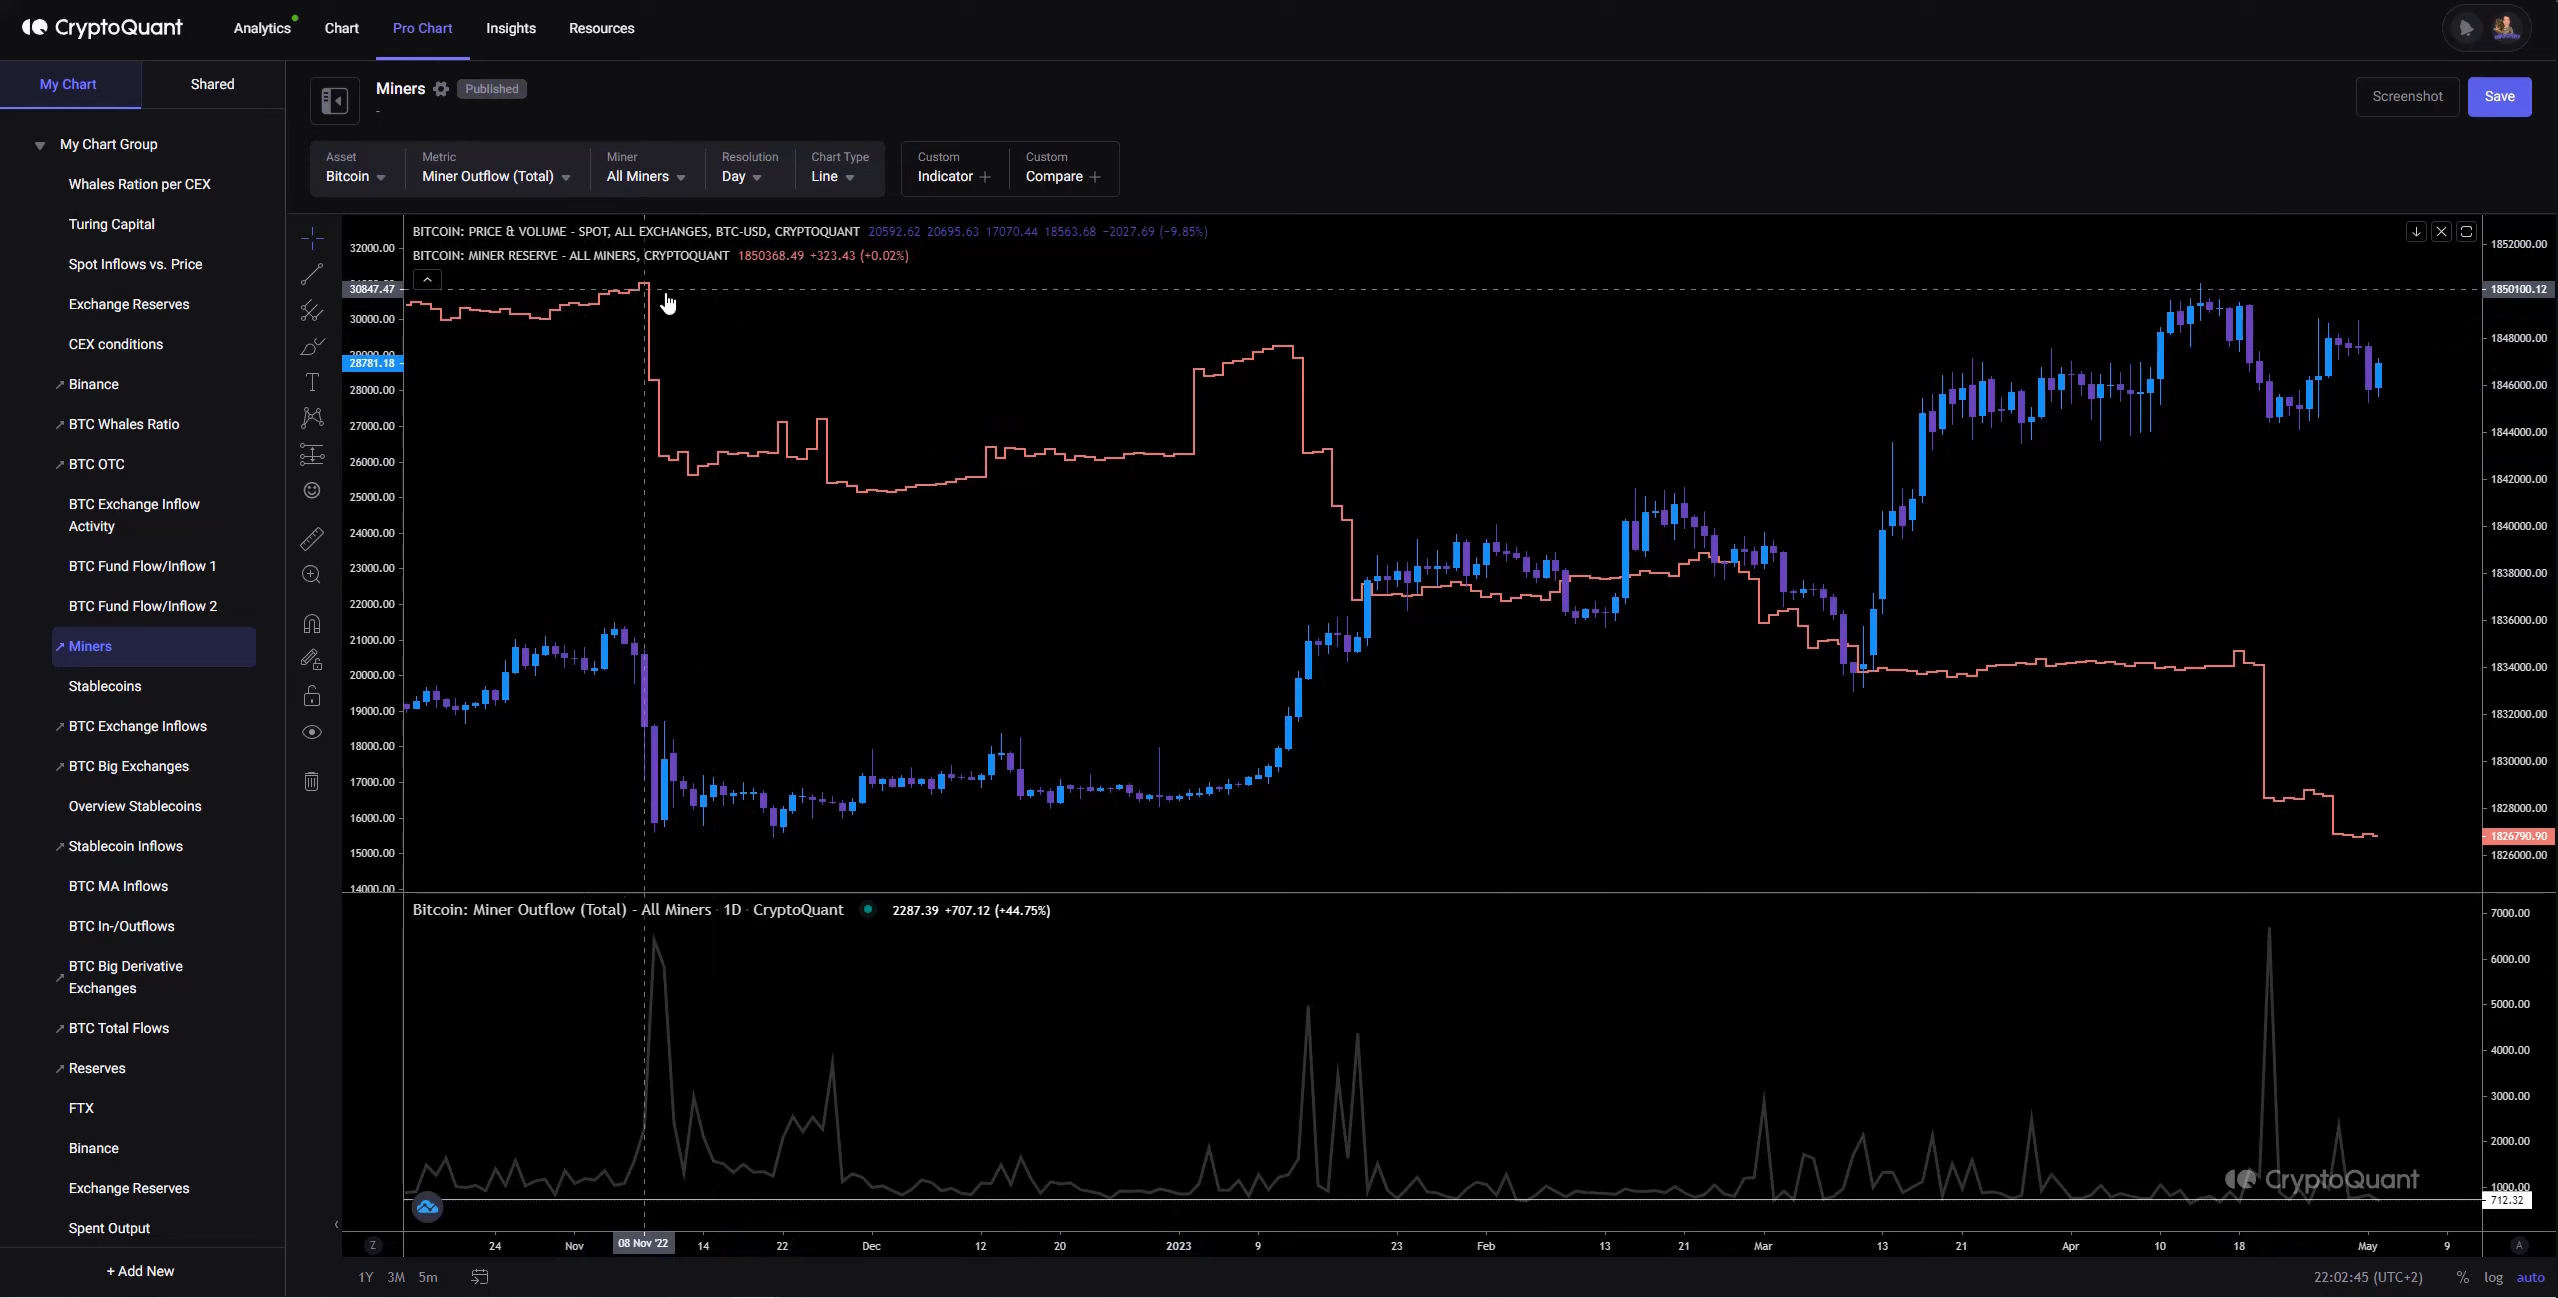 CryptoQuant
Analytics
Chart
Pro Chart
Insights
Resources
My Chart
Shared
My Chart Group
Whales Ration per CEX
Turing Capital
Spot Inflows vs. Price
Exchange Reserves
CEX conditions
Binance
BTC Whales Ratio
BTC OTC
BTC Exchange Inflow
Activity
BTC Fund Flow/Inflow 1
BTC Fund Flow/Inflow 2
Miners
Stablecoins
BTC Exchange Inflows
BTC Big Exchanges
Overview Stablecoins
Stablecoin Inflows
BTC MA Inflows
BTC In-/Outflows
BTC Big Derivative
Exchanges
BTC Total Flows
Reserves
FTX
Binance
Exchange Reserves
Spent Output
+ Add New
Miners
Published
-
Screenshot
Save
Asset
Bitcoin
Metric
Miner Outflow (Total)
Miner
All Miners
Resolution
Day
Chart Type
Line
Custom
Indicator
Custom
Compare
BITCOIN: PRICE & VOLUME - SPOT, ALL EXCHANGES, BTC-USD, CRYPTOQUANT 20592.62 20695.63 17070.44 18563.68 −2027.69 (−9.85%)
BITCOIN: MINER RESERVE - ALL MINERS, CRYPTOQUANT 1850368.49 +323.43 (+0.02%)
32000.00
30847.47
30000.00
28781.18
28000.00
27000.00
26000.00
25000.00
24000.00
23000.00
22000.00
21000.00
20000.00
19000.00
18000.00
17000.00
16000.00
15000.00
14000.00
1852000.00
1850100.12
1848000.00
1846000.00
1844000.00
1842000.00
1840000.00
1838000.00
1836000.00
1834000.00
1832000.00
1830000.00
1828000.00
1826790.90
1826000.00
Bitcoin: Miner Outflow (Total) - All Miners · 1D · CryptoQuant
2287.39 +707.12 (+44.75%)
7000.00
6000.00
5000.00
4000.00
3000.00
2000.00
1000.00
712.32
CryptoQuant
Z
24
Nov
08 Nov '22
14
22
Dec
12
20
2023
9
23
Feb
13
21
Mar
13
21
Apr
10
18
May
9
A
1Y 3M 5m
22:02:45 (UTC+2)
%
log
auto